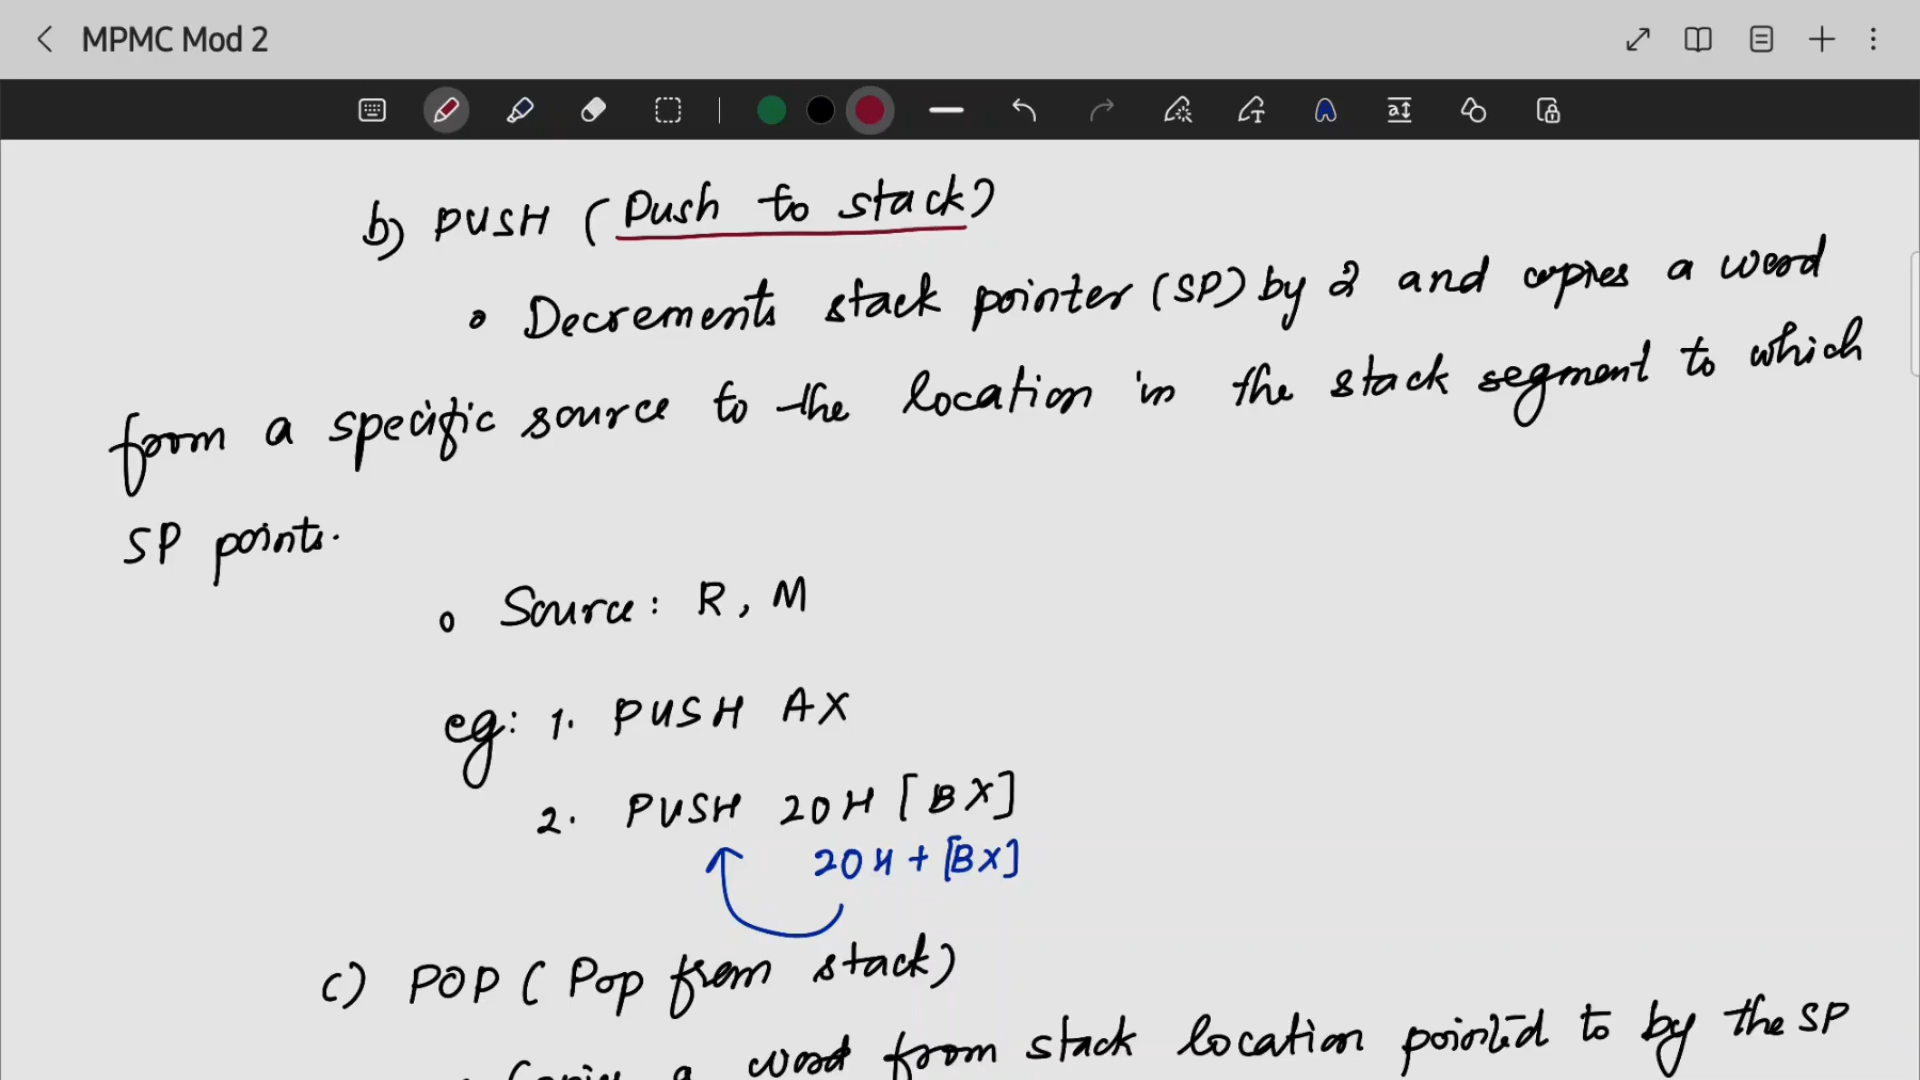 MPMC Mod 2
b) PUSH (Push to stack)
• Decrements stack pointer (SP) by 2 and copies a word
from a specific source to the location in the stack segment to which
SP points.
• Source: R, M
eg: 1. PUSH AX
2. PUSH 20H [BX]
20H + [BX]
c) POP (Pop from stack)
• Copies a word from stack location pointed to by the SP